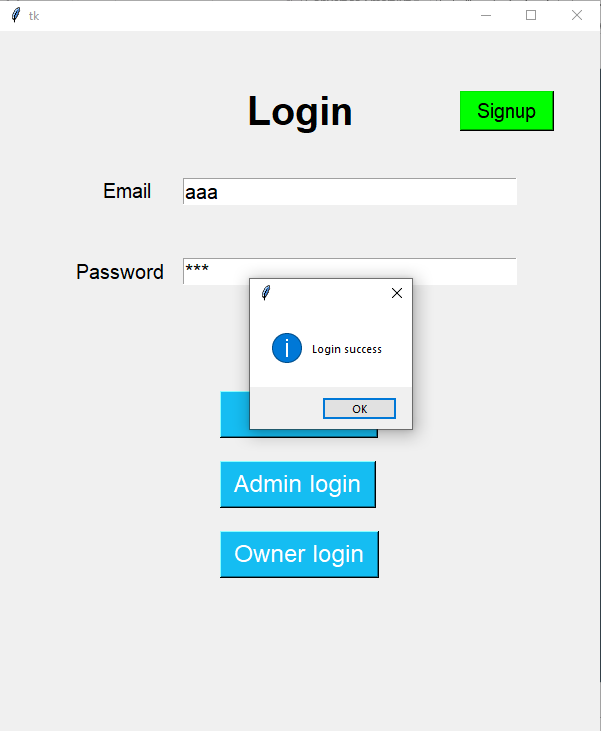 tk
Login
Signup
Email
aaa
Password
***
Login success
OK
Admin login
Owner login